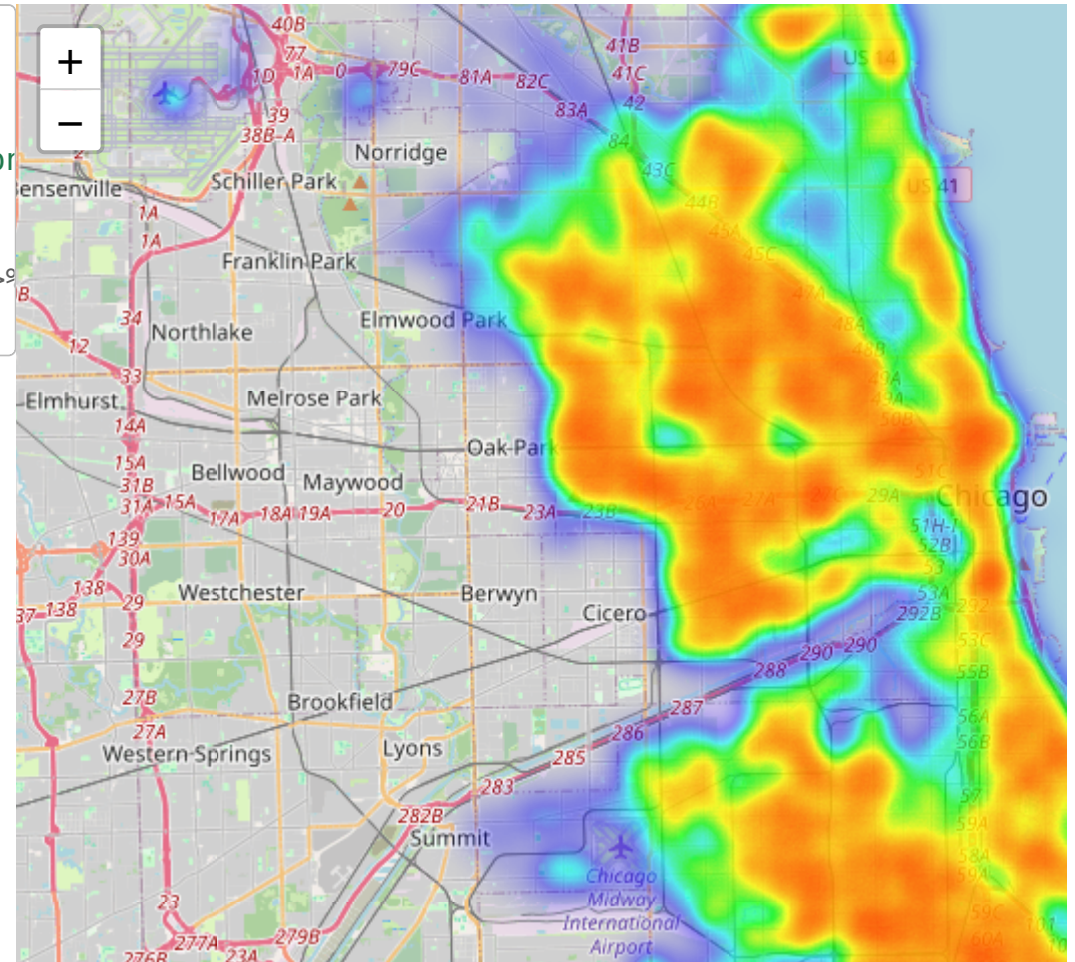 +
−
40B
77
1D
1A
0
79C
81A
82C
41B
41C
42
83A
84
39
38B-A
2
US 14
Norridge
43C
Bensenville
Schiller Park
US 41
44B
1A
45A
1A
45C
Franklin Park
B
47A
34
Elmwood Park
48A
Northlake
12
48B
33
49A
Elmhurst
Melrose Park
49A
14A
50B
Oak Park
15A
Bellwood
Maywood
51C
31B
31A
15A
17A
18A
19A
20
21B
23A
23B
26A
27A
27C
29A
Chicago
139
51H-I
30A
52B
138
53
Westchester
Berwyn
53A
37
138
29
Cicero
292B
292
29
290
290
53C
288
55B
27B
Brookfield
287
56A
27A
286
Western Springs
Lyons
285
56B
283
57
282B
59A
Summit
58A
59A
Chicago
Midway
International
Airport
23
59C
101
277A
279B
60A
276B
23A